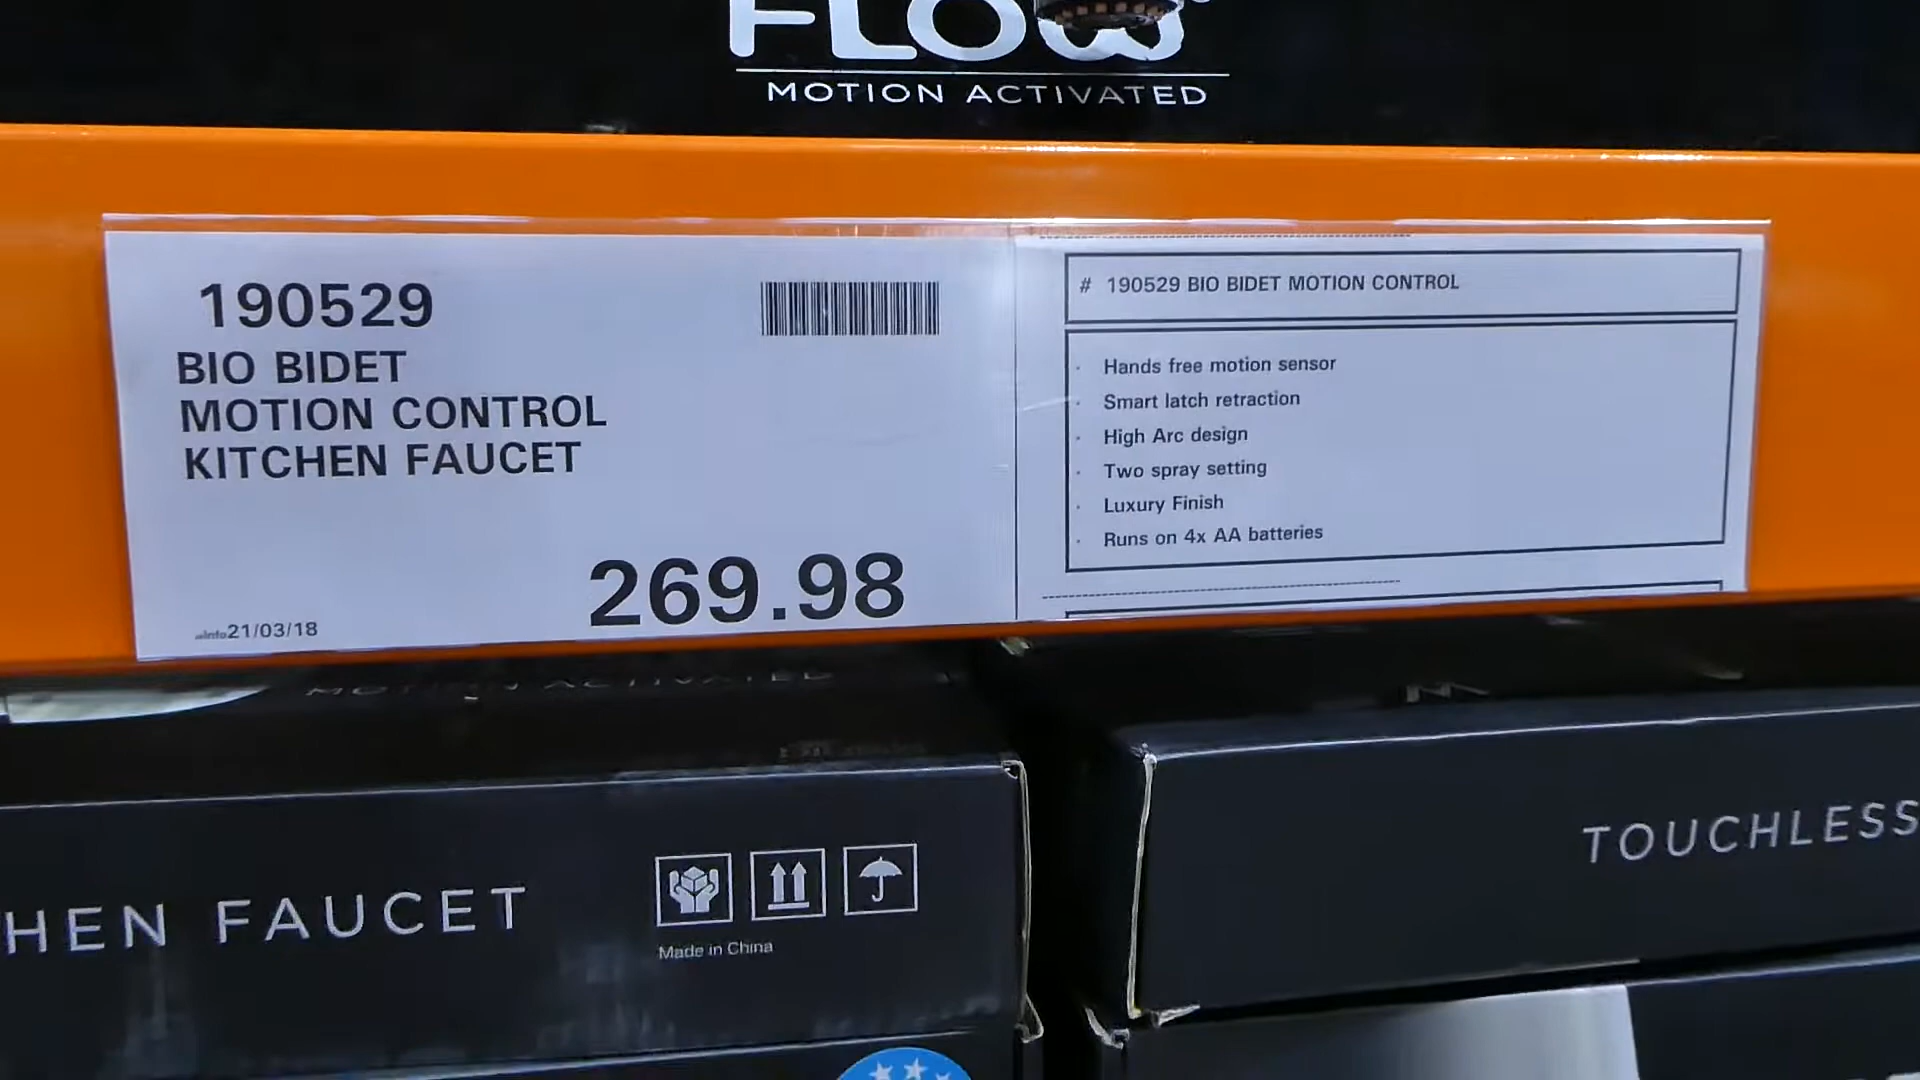 FLOW
MOTION ACTIVATED
190529
BIO BIDET
MOTION CONTROL
KITCHEN FAUCET
269.98
21/03/18
# 190529 BIO BIDET MOTION CONTROL
· Hands free motion sensor
· Smart latch retraction
· High Arc design
· Two spray setting
· Luxury Finish
· Runs on 4x AA batteries
MOTION ACTIVATED
HEN FAUCET
Made in China
TOUCHLESS